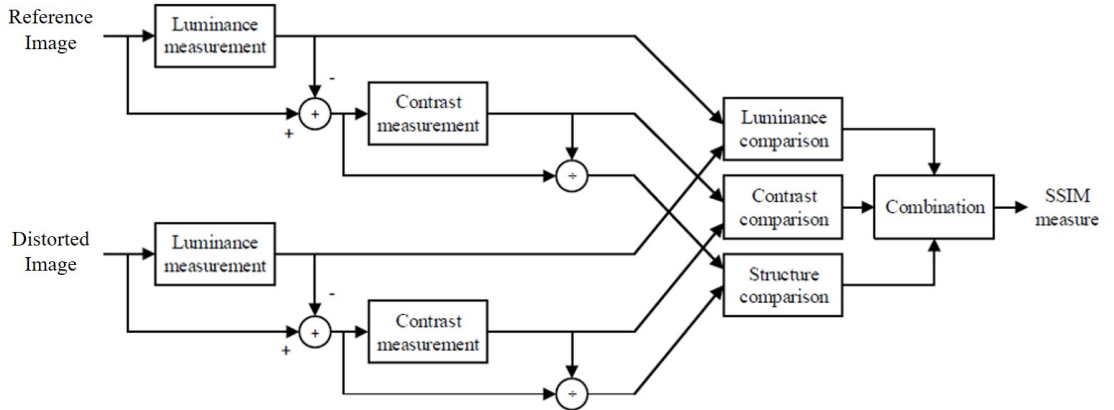 Reference
Image
Luminance
measurement
-
+
+
Contrast
measurement
÷
Distorted
Image
Luminance
measurement
-
+
+
Contrast
measurement
÷
Luminance
comparison
Contrast
comparison
Structure
comparison
Combination
SSIM
measure